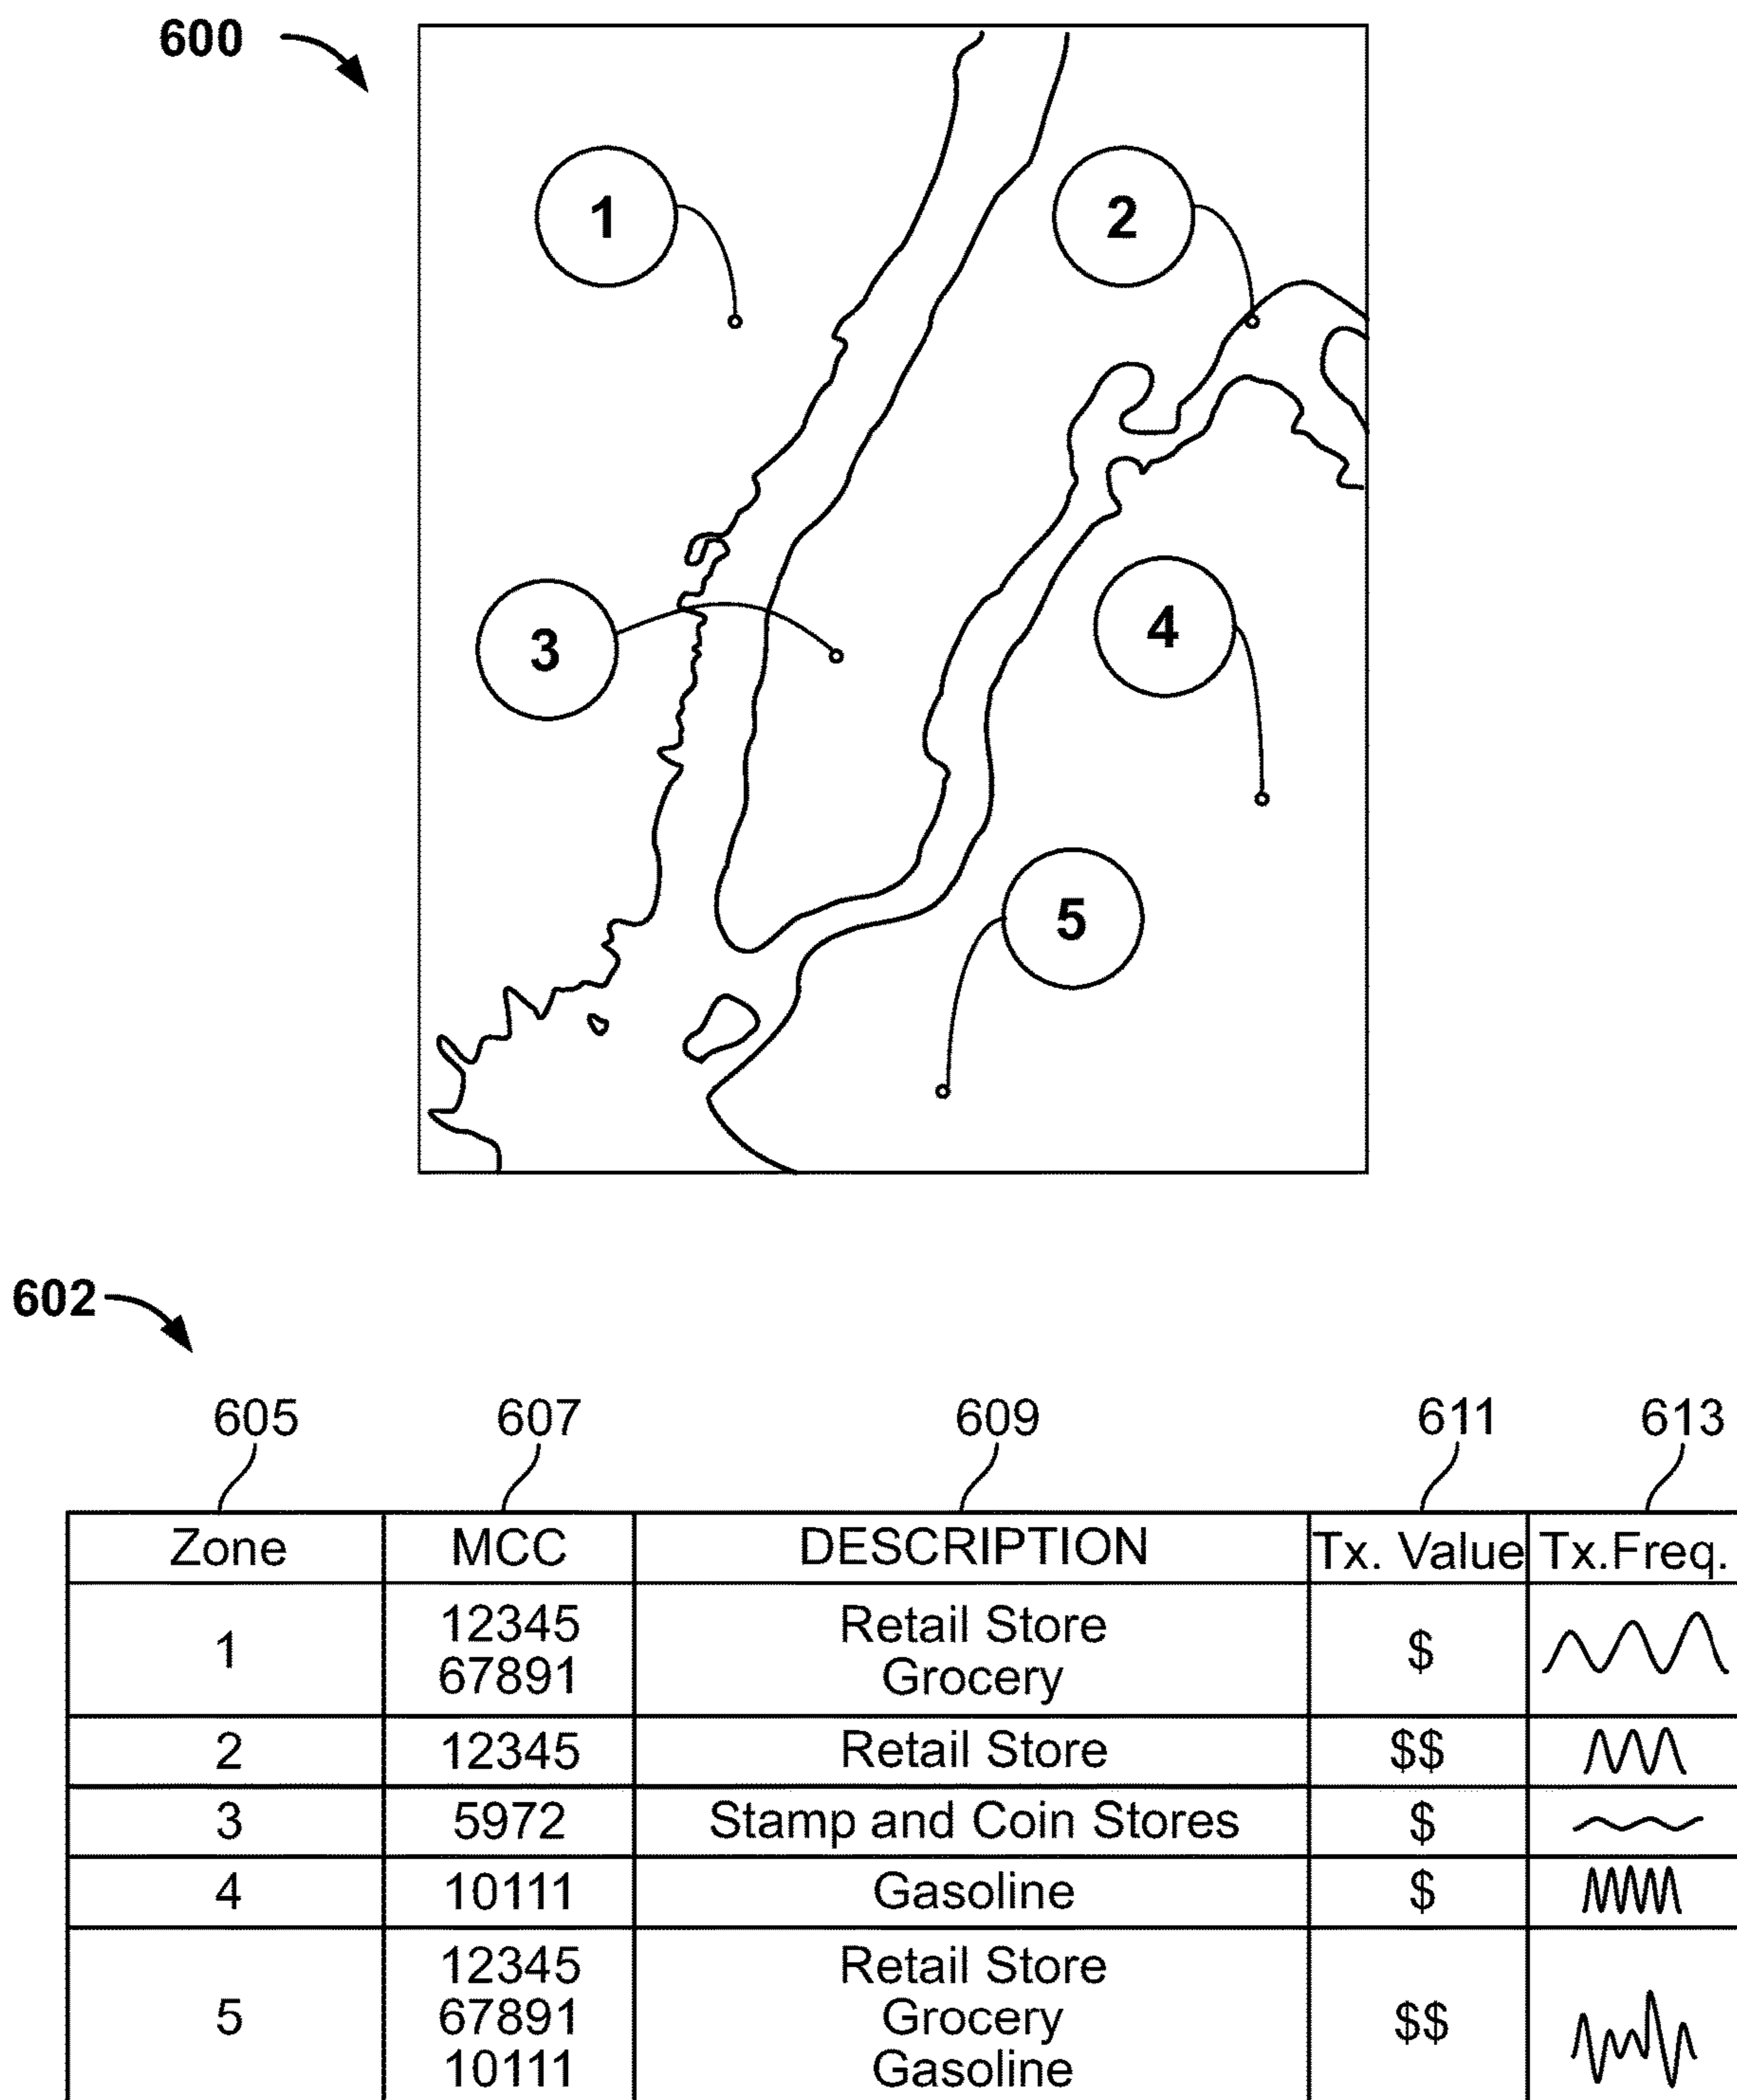 600
1
2
3
4
5
602
605 607 609 611 613
Zone MCC DESCRIPTION Tx. Value Tx.Freq.
1 12345 67891 Retail Store Grocery $
2 12345 Retail Store $$
3 5972 Stamp and Coin Stores $
4 10111 Gasoline $
5 12345 67891 10111 Retail Store Grocery Gasoline $$